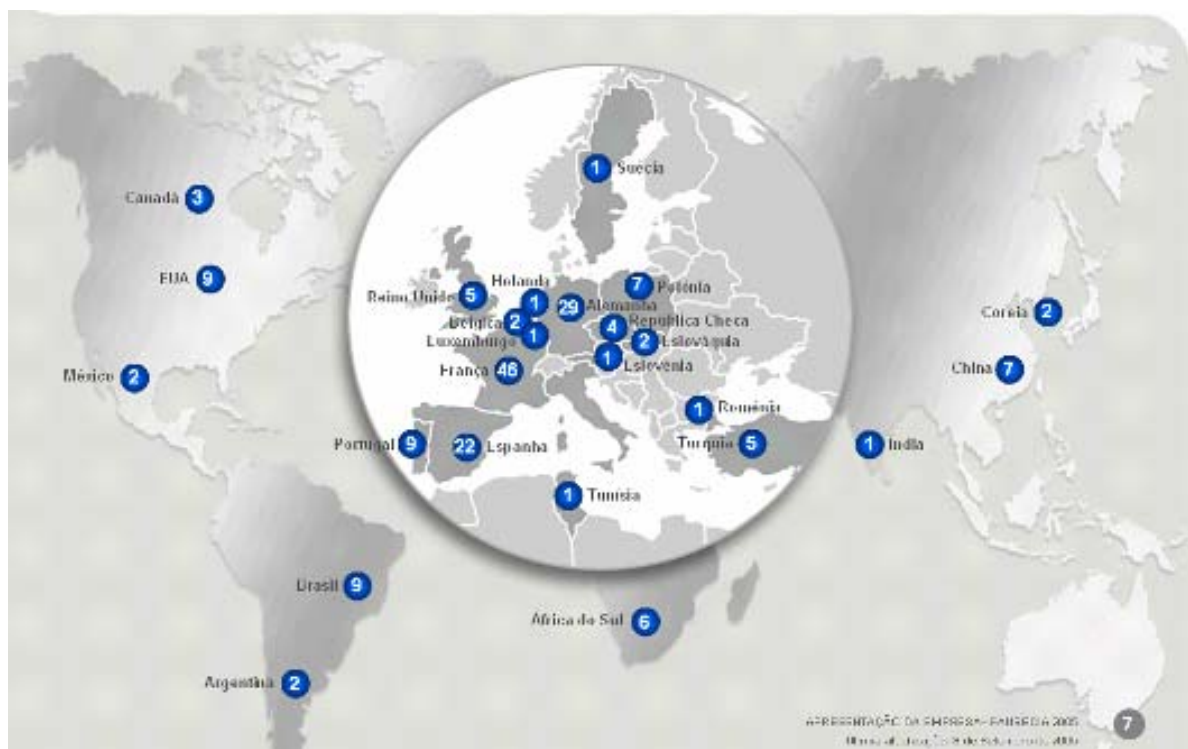 Suécia
1
Canadá
3
EUA
9
Holanda
1
Reino Unido
5
Polónia
7
Alemanha
29
Bélgica
2
República Checa
4
Luxemburgo
1
Eslováquia
2
Eslovénia
1
França
46
México
2
Coreia
2
China
7
Roménia
1
Portugal
9
22
Espanha
Turquia
5
1
India
1
Tunísia
Brasil
9
África do Sul
6
Argentina
2
APRESENTAÇÃO DA EMPRESA - FAURECIA 2005
7